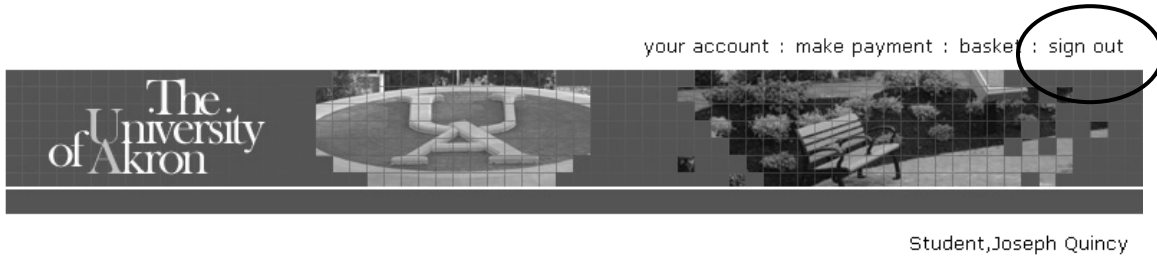 your account : make payment : basket : sign out
The
University
of Akron
Student,Joseph Quincy